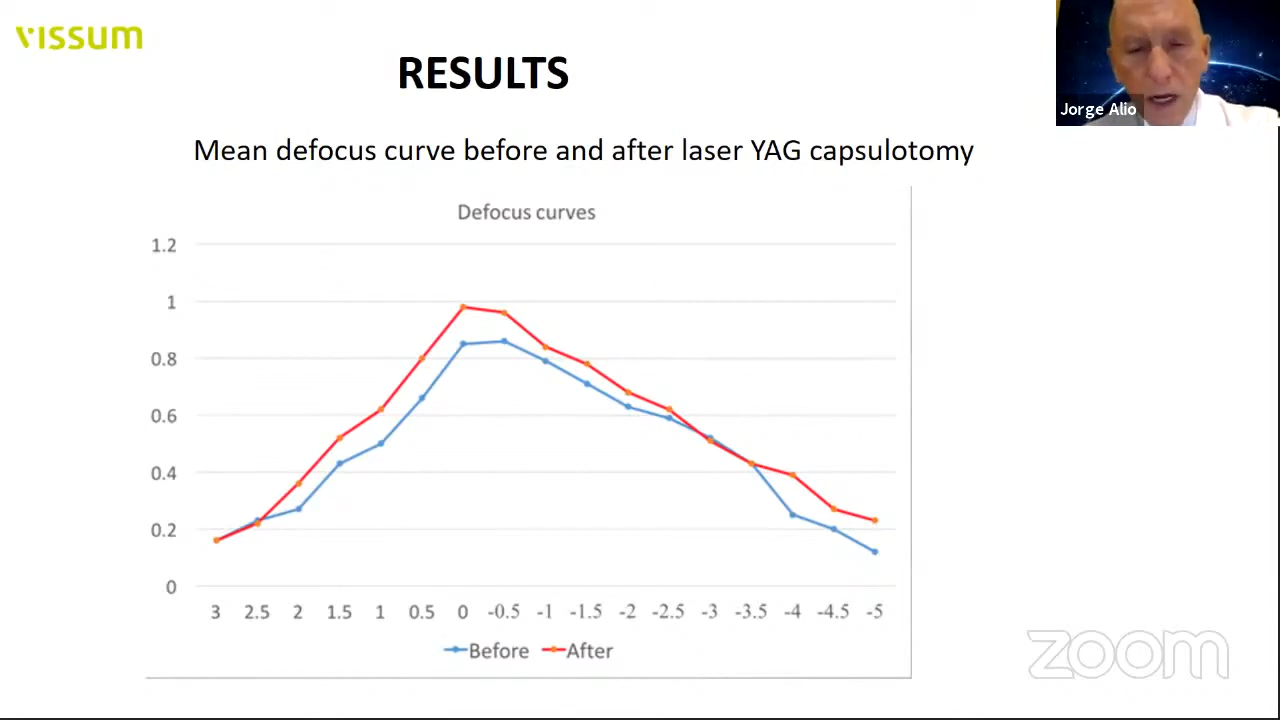 vissum
RESULTS
Jorge Alio
Mean defocus curve before and after laser YAG capsulotomy
Defocus curves
1.2
1
0.8
0.6
0.4
0.2
0
3 2.5 2 1.5 1 0.5 0 -0.5 -1 -1.5 -2 -2.5 -3 -3.5 -4 -4.5 -5
Before After
zoom